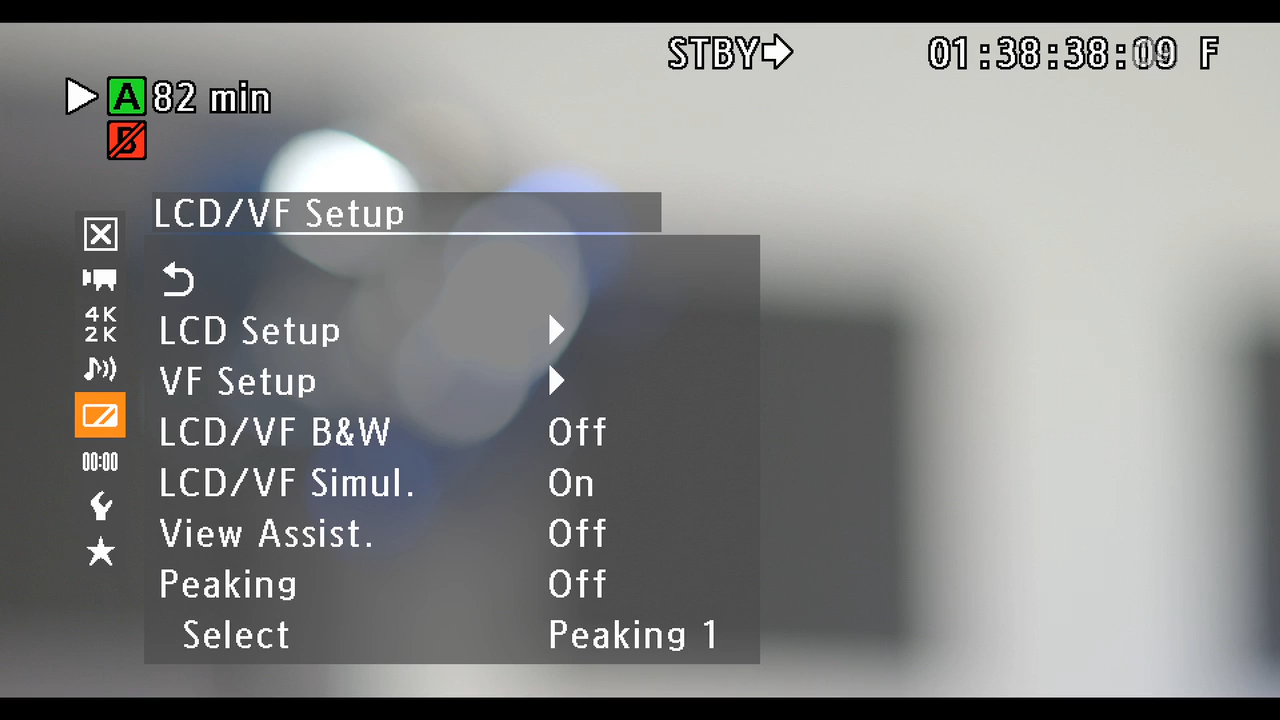 STBY
01:38:38:09 F
A 82 min
B
LCD/VF Setup
4K
2K
LCD Setup
VF Setup
LCD/VF B&W Off
LCD/VF Simul. On
00:00
View Assist. Off
Peaking Off
Select Peaking 1